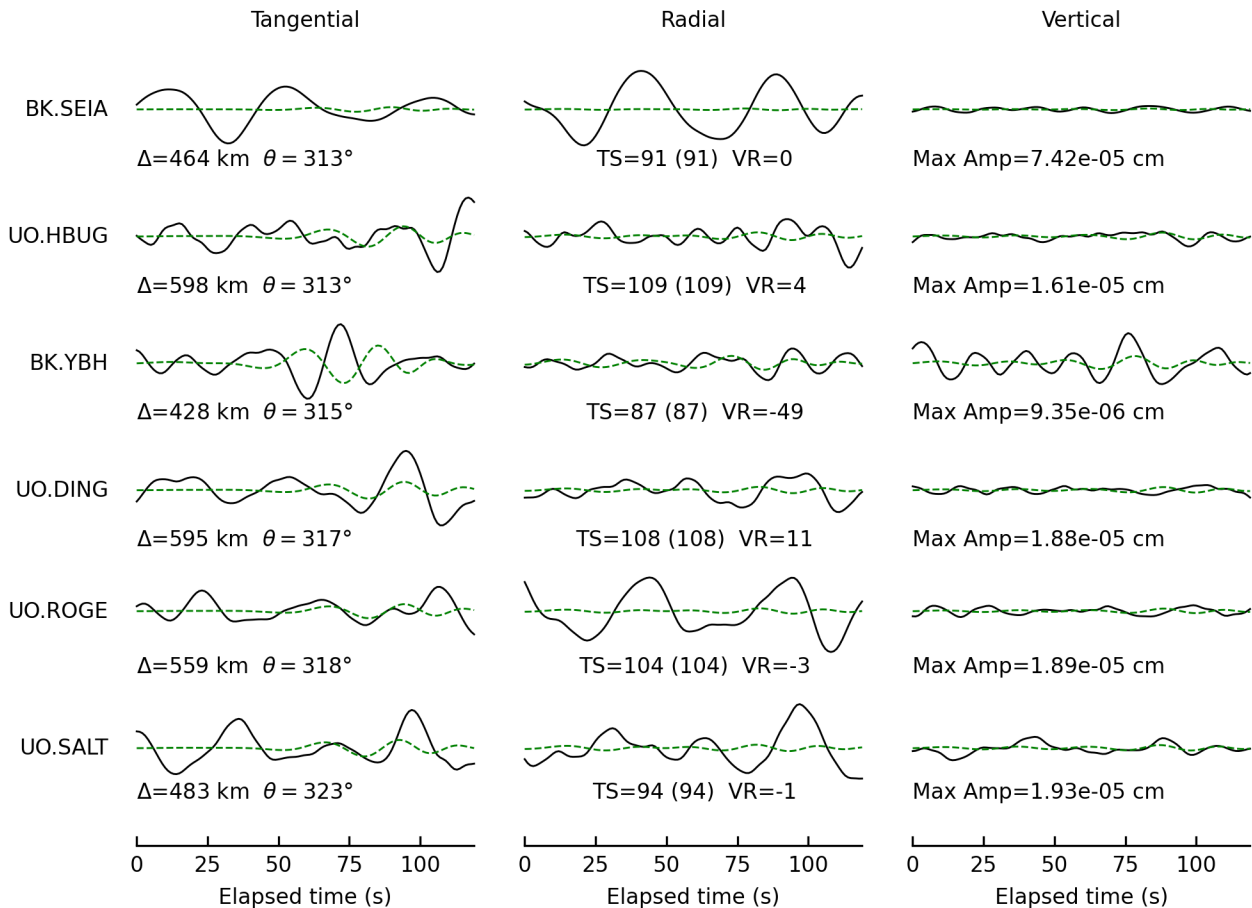 Tangential Radial Vertical
BK.SEIA
Δ=464 km θ = 313° TS=91 (91) VR=0 Max Amp=7.42e-05 cm
UO.HBUG
Δ=598 km θ = 313° TS=109 (109) VR=4 Max Amp=1.61e-05 cm
BK.YBH
Δ=428 km θ = 315° TS=87 (87) VR=-49 Max Amp=9.35e-06 cm
UO.DING
Δ=595 km θ = 317° TS=108 (108) VR=11 Max Amp=1.88e-05 cm
UO.ROGE
Δ=559 km θ = 318° TS=104 (104) VR=-3 Max Amp=1.89e-05 cm
UO.SALT
Δ=483 km θ = 323° TS=94 (94) VR=-1 Max Amp=1.93e-05 cm
0 25 50 75 100 0 25 50 75 100 0 25 50 75 100
Elapsed time (s) Elapsed time (s) Elapsed time (s)